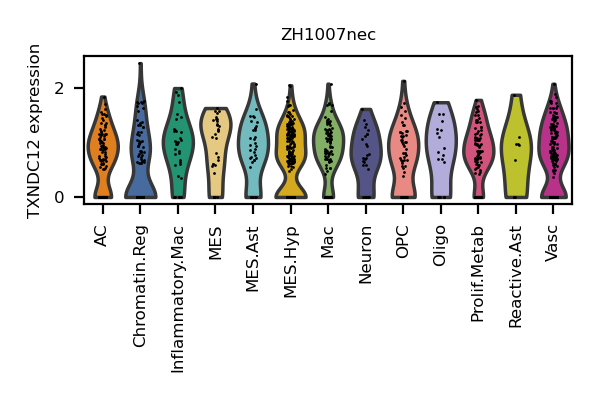 ZH1007nec
TXNDC12 expression
2
0
AC
Chromatin.Reg
Inflammatory.Mac
MES
MES.Ast
MES.Hyp
Mac
Neuron
OPC
Oligo
Prolif.Metab
Reactive.Ast
Vasc